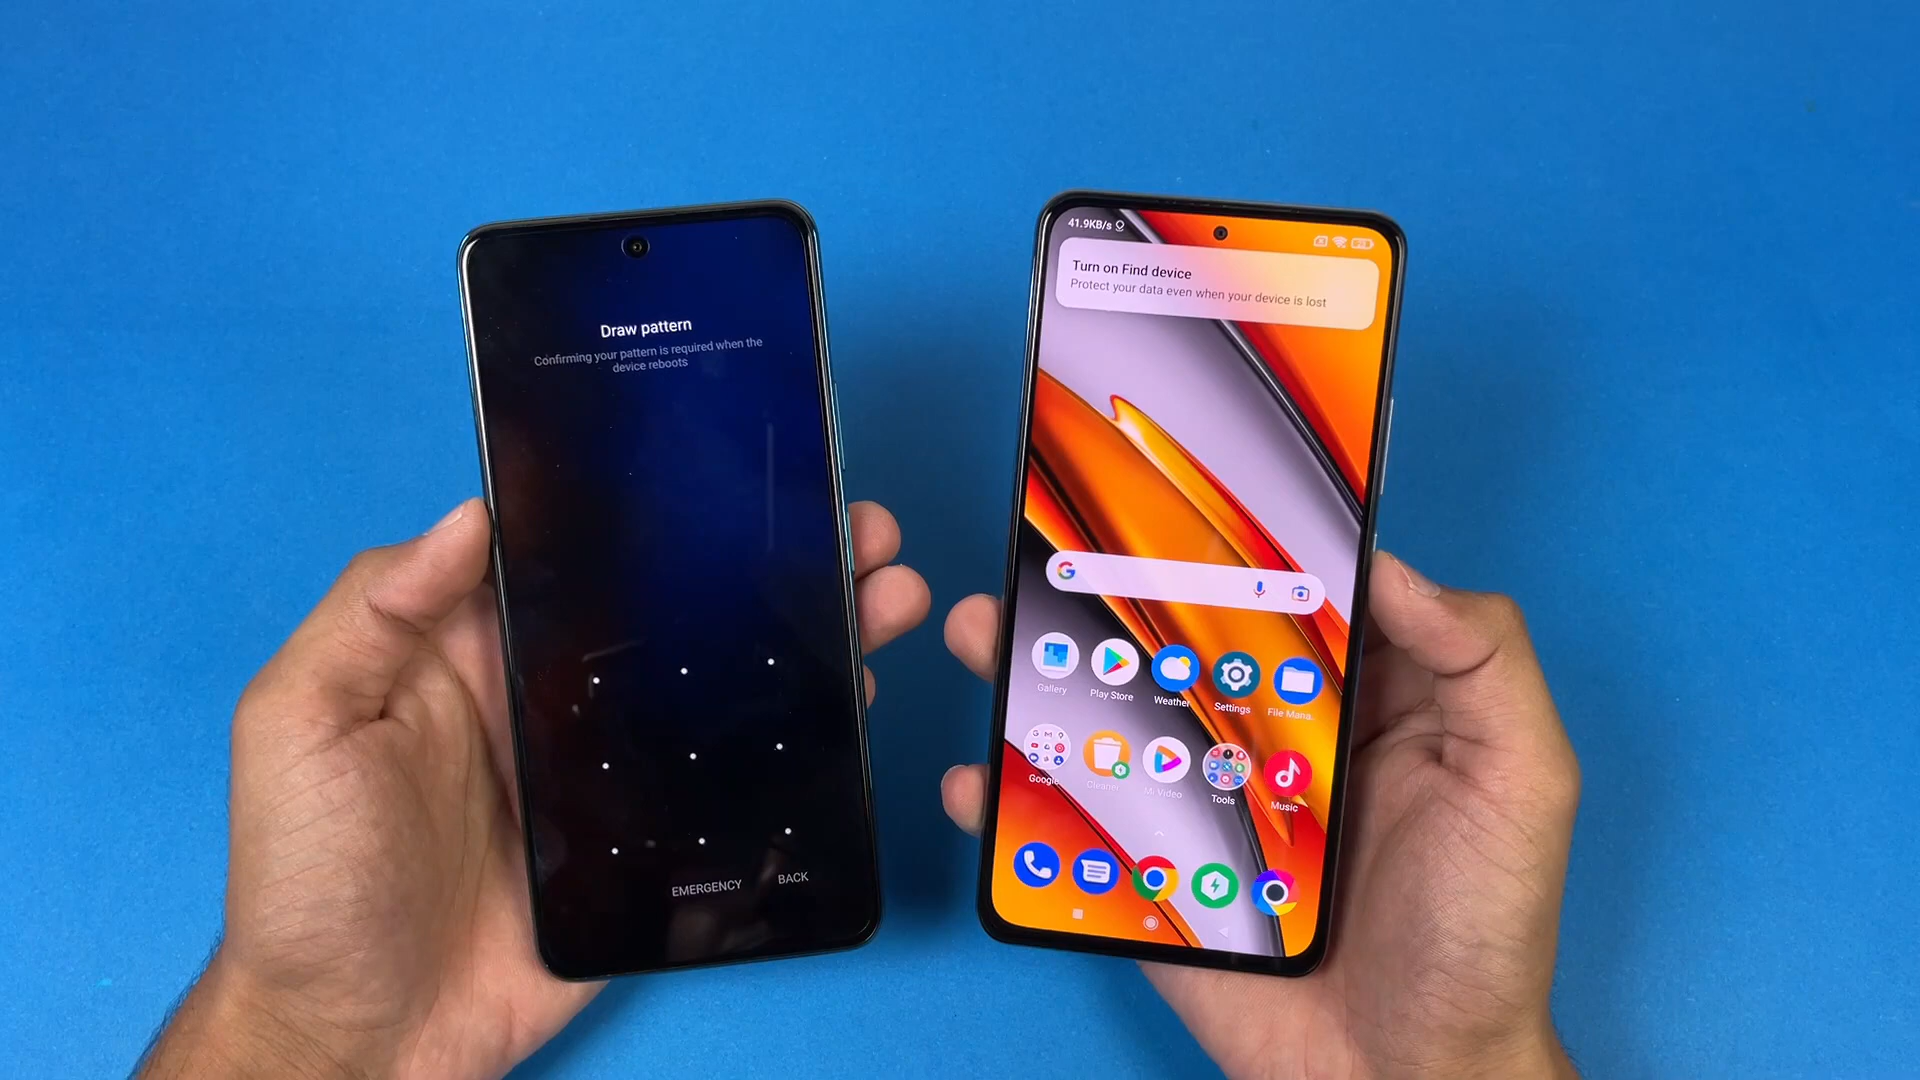 Draw pattern
Confirming your pattern is required when the
device reboots
EMERGENCY
BACK
41.9KB/s
Turn on Find device
Protect your data even when your device is lost
G
Gallery
Play Store
Weather
Settings
File Mana..
Google
Cleaner
Mi Video
Tools
Music